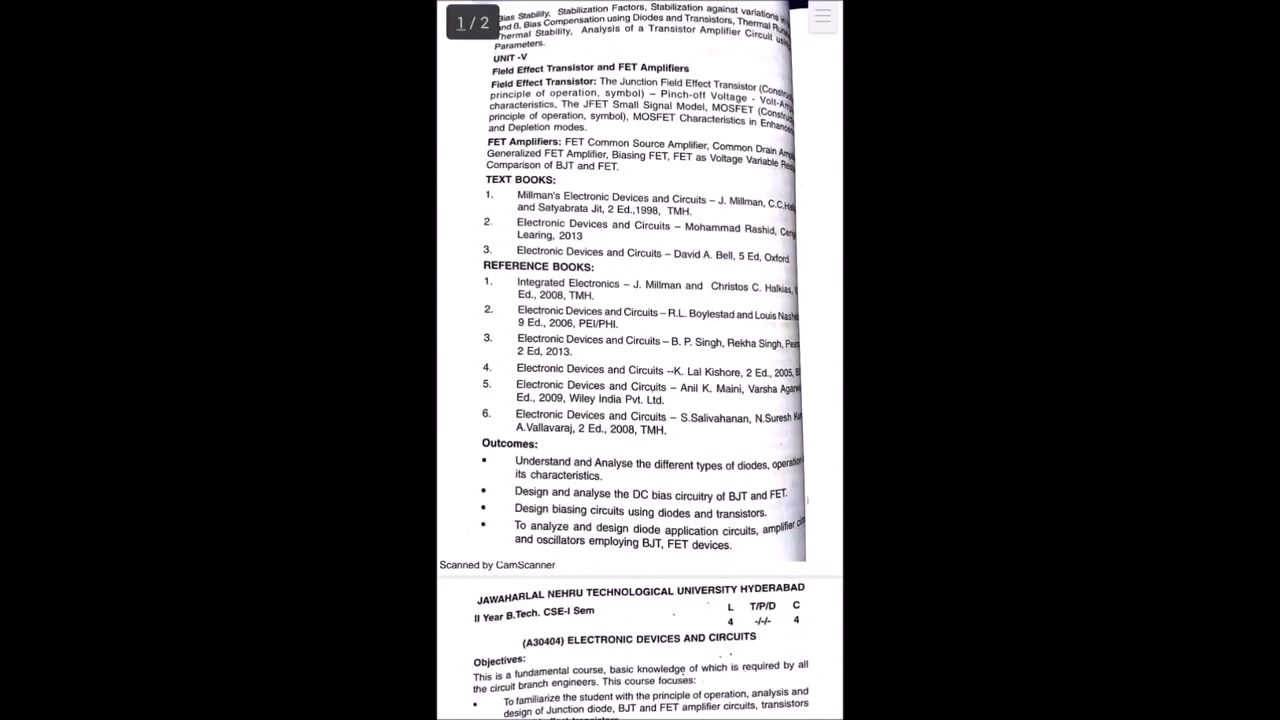 1 / 2
Bias Stability, Stabilization Factors, Stabilization against variations
and β, Bias Compensation using Diodes and Transistors, Thermal
Thermal Stability, Analysis of a Transistor Amplifier Circuit
Parameters.
UNIT -V
Field Effect Transistor and FET Amplifiers
Field Effect Transistor: The Junction Field Effect Transistor (Constr
principle of operation, symbol) – Pinch-off Voltage - Volt-Am
characteristics, The JFET Small Signal Model, MOSFET (Constr
principle of operation, symbol), MOSFET Characteristics in Enhance
and Depletion modes.
FET Amplifiers: FET Common Source Amplifier, Common Drain Amp
Generalized FET Amplifier, Biasing FET, FET as Voltage Variable Res
Comparison of BJT and FET.
TEXT BOOKS:
1. Millman's Electronic Devices and Circuits – J. Millman, C.C.Hal
and Satyabrata Jit, 2 Ed.,1998, TMH.
2. Electronic Devices and Circuits – Mohammad Rashid, Cen
Learing, 2013
3. Electronic Devices and Circuits – David A. Bell, 5 Ed, Oxford.
REFERENCE BOOKS:
1. Integrated Electronics – J. Millman and Christos C. Halkias,
Ed., 2008, TMH.
2. Electronic Devices and Circuits – R.L. Boylestad and Louis Nash
9 Ed., 2006, PEI/PHI.
3. Electronic Devices and Circuits – B. P. Singh, Rekha Singh, Pear
2 Ed, 2013.
4. Electronic Devices and Circuits --K. Lal Kishore, 2 Ed., 2005,
5. Electronic Devices and Circuits – Anil K. Maini, Varsha Agarw
Ed., 2009, Wiley India Pvt. Ltd.
6. Electronic Devices and Circuits – S.Salivahanan, N.Suresh Ku
A.Vallavaraj, 2 Ed., 2008, TMH.
Outcomes:
• Understand and Analyse the different types of diodes, operation
its characteristics.
• Design and analyse the DC bias circuitry of BJT and FET.
• Design biasing circuits using diodes and transistors.
• To analyze and design diode application circuits, amplifier cir
and oscillators employing BJT, FET devices.
Scanned by CamScanner
JAWAHARLAL NEHRU TECHNOLOGICAL UNIVERSITY HYDERABAD
II Year B.Tech. CSE-I Sem L T/P/D C
4 -/-/- 4
(A30404) ELECTRONIC DEVICES AND CIRCUITS
Objectives:
This is a fundamental course, basic knowledge of which is required by all
the circuit branch engineers. This course focuses:
• To familiarize the student with the principle of operation, analysis and
design of Junction diode, BJT and FET amplifier circuits, transistors